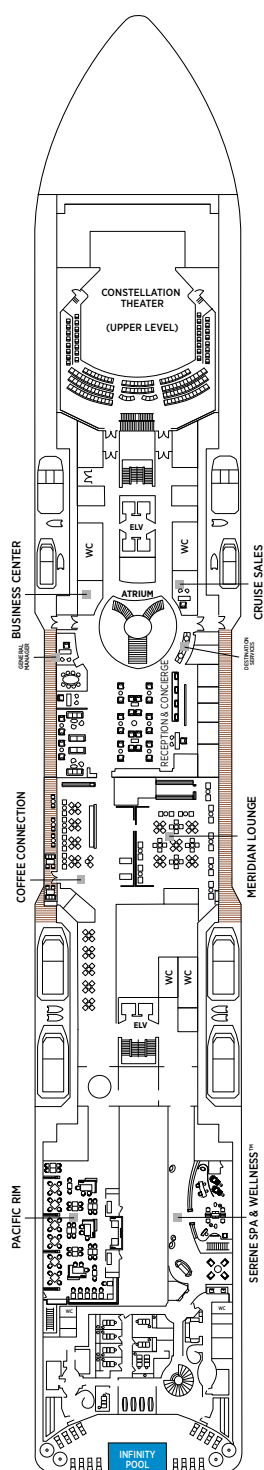 CONSTELLATION
THEATER
(UPPER LEVEL)
ELV
WC
WC
BUSINESS CENTER
ATRIUM
CRUISE SALES
GENERAL
MANAGER
DESTINATION
SERVICES
RECEPTION & CONCIERGE
COFFEE CONNECTION
MERIDIAN LOUNGE
WC
WC
ELV
PACIFIC RIM
SERENE SPA & WELLNESS™
WC
WC
INFINITY
POOL